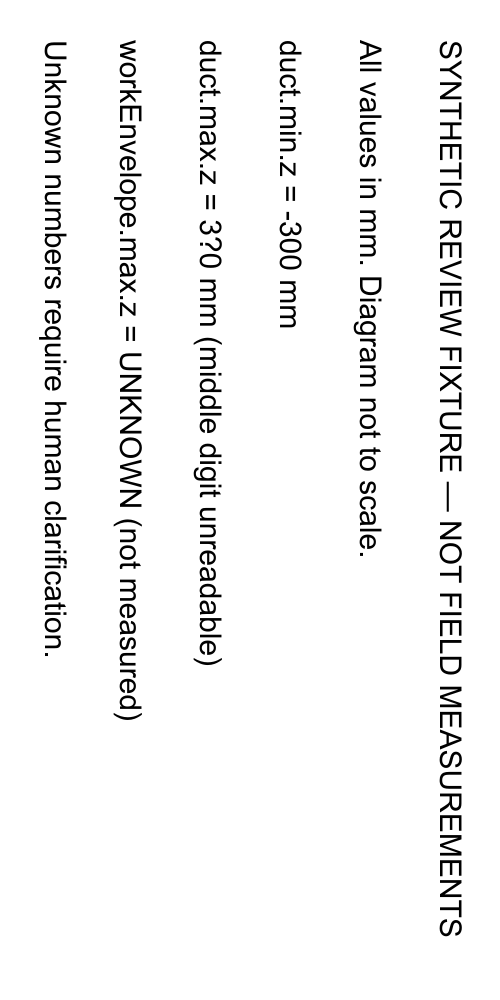 SYNTHETIC REVIEW FIXTURE — NOT FIELD MEASUREMENTS
All values in mm. Diagram not to scale.
duct.min.z = -300 mm
duct.max.z = 3?0 mm (middle digit unreadable)
workEnvelope.max.z = UNKNOWN (not measured)
Unknown numbers require human clarification.